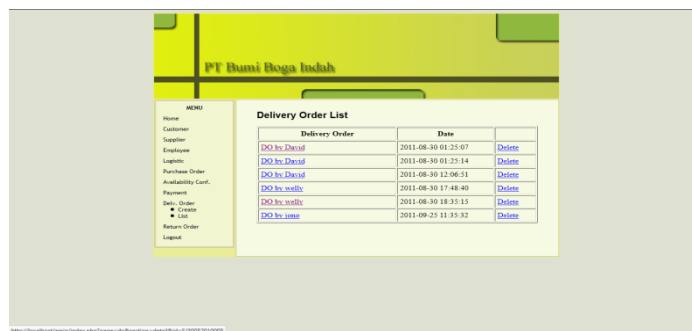 PT Bumi Boga Indah
MENU
Home
Customer
Supplier
Employee
Logistic
Purchase Order
Availability Conf.
Payment
Delv. Order
Create
List
Return Order
Logout
Delivery Order List
Delivery Order Date
DO by David 2011-08-30 01:25:07 Delete
DO by David 2011-08-30 01:25:14 Delete
DO by David 2011-08-30 12:06:51 Delete
DO by welly 2011-08-30 17:48:40 Delete
DO by welly 2011-08-30 18:35:15 Delete
DO by 2011-09-25 11:35:32 Delete